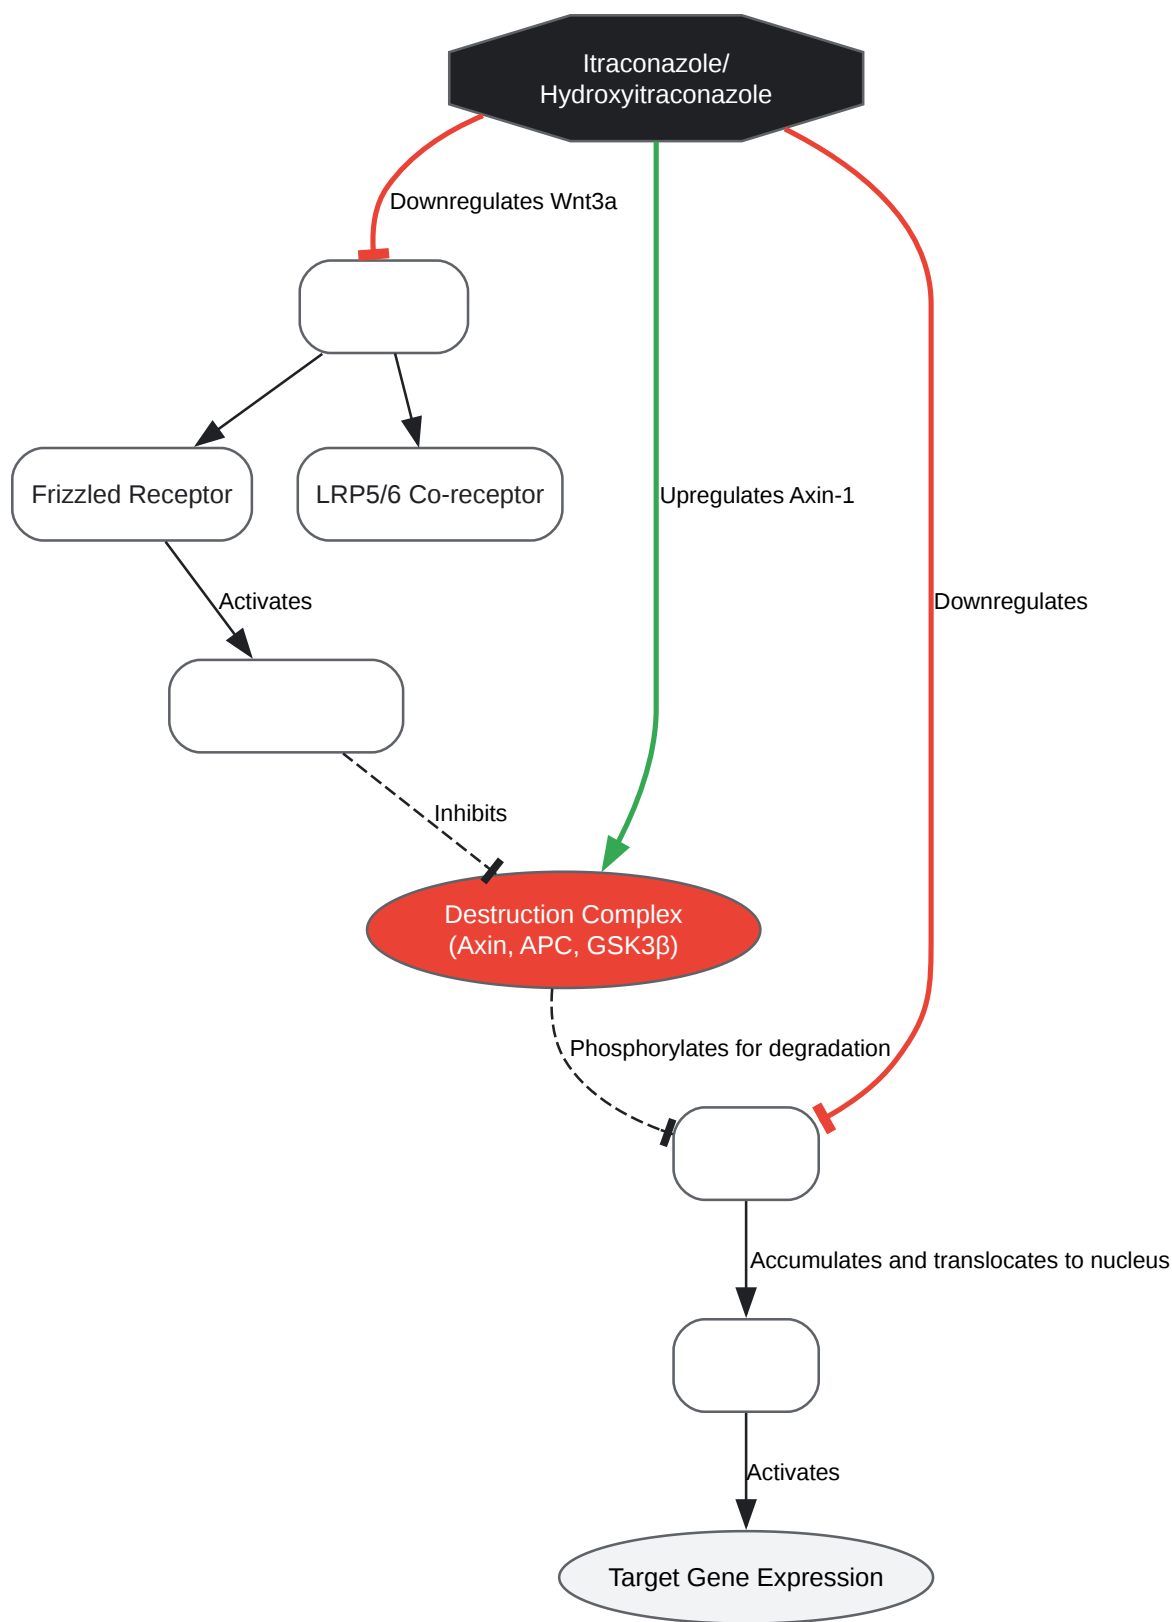 Itraconazole/
Hydroxyitraconazole
Downregulates Wnt3a
Frizzled Receptor
LRP5/6 Co-receptor
Upregulates Axin-1
Activates
Downregulates
Inhibits
Destruction Complex
(Axin, APC, GSK3β)
Phosphorylates for degradation
Accumulates and translocates to nucleus
Activates
Target Gene Expression